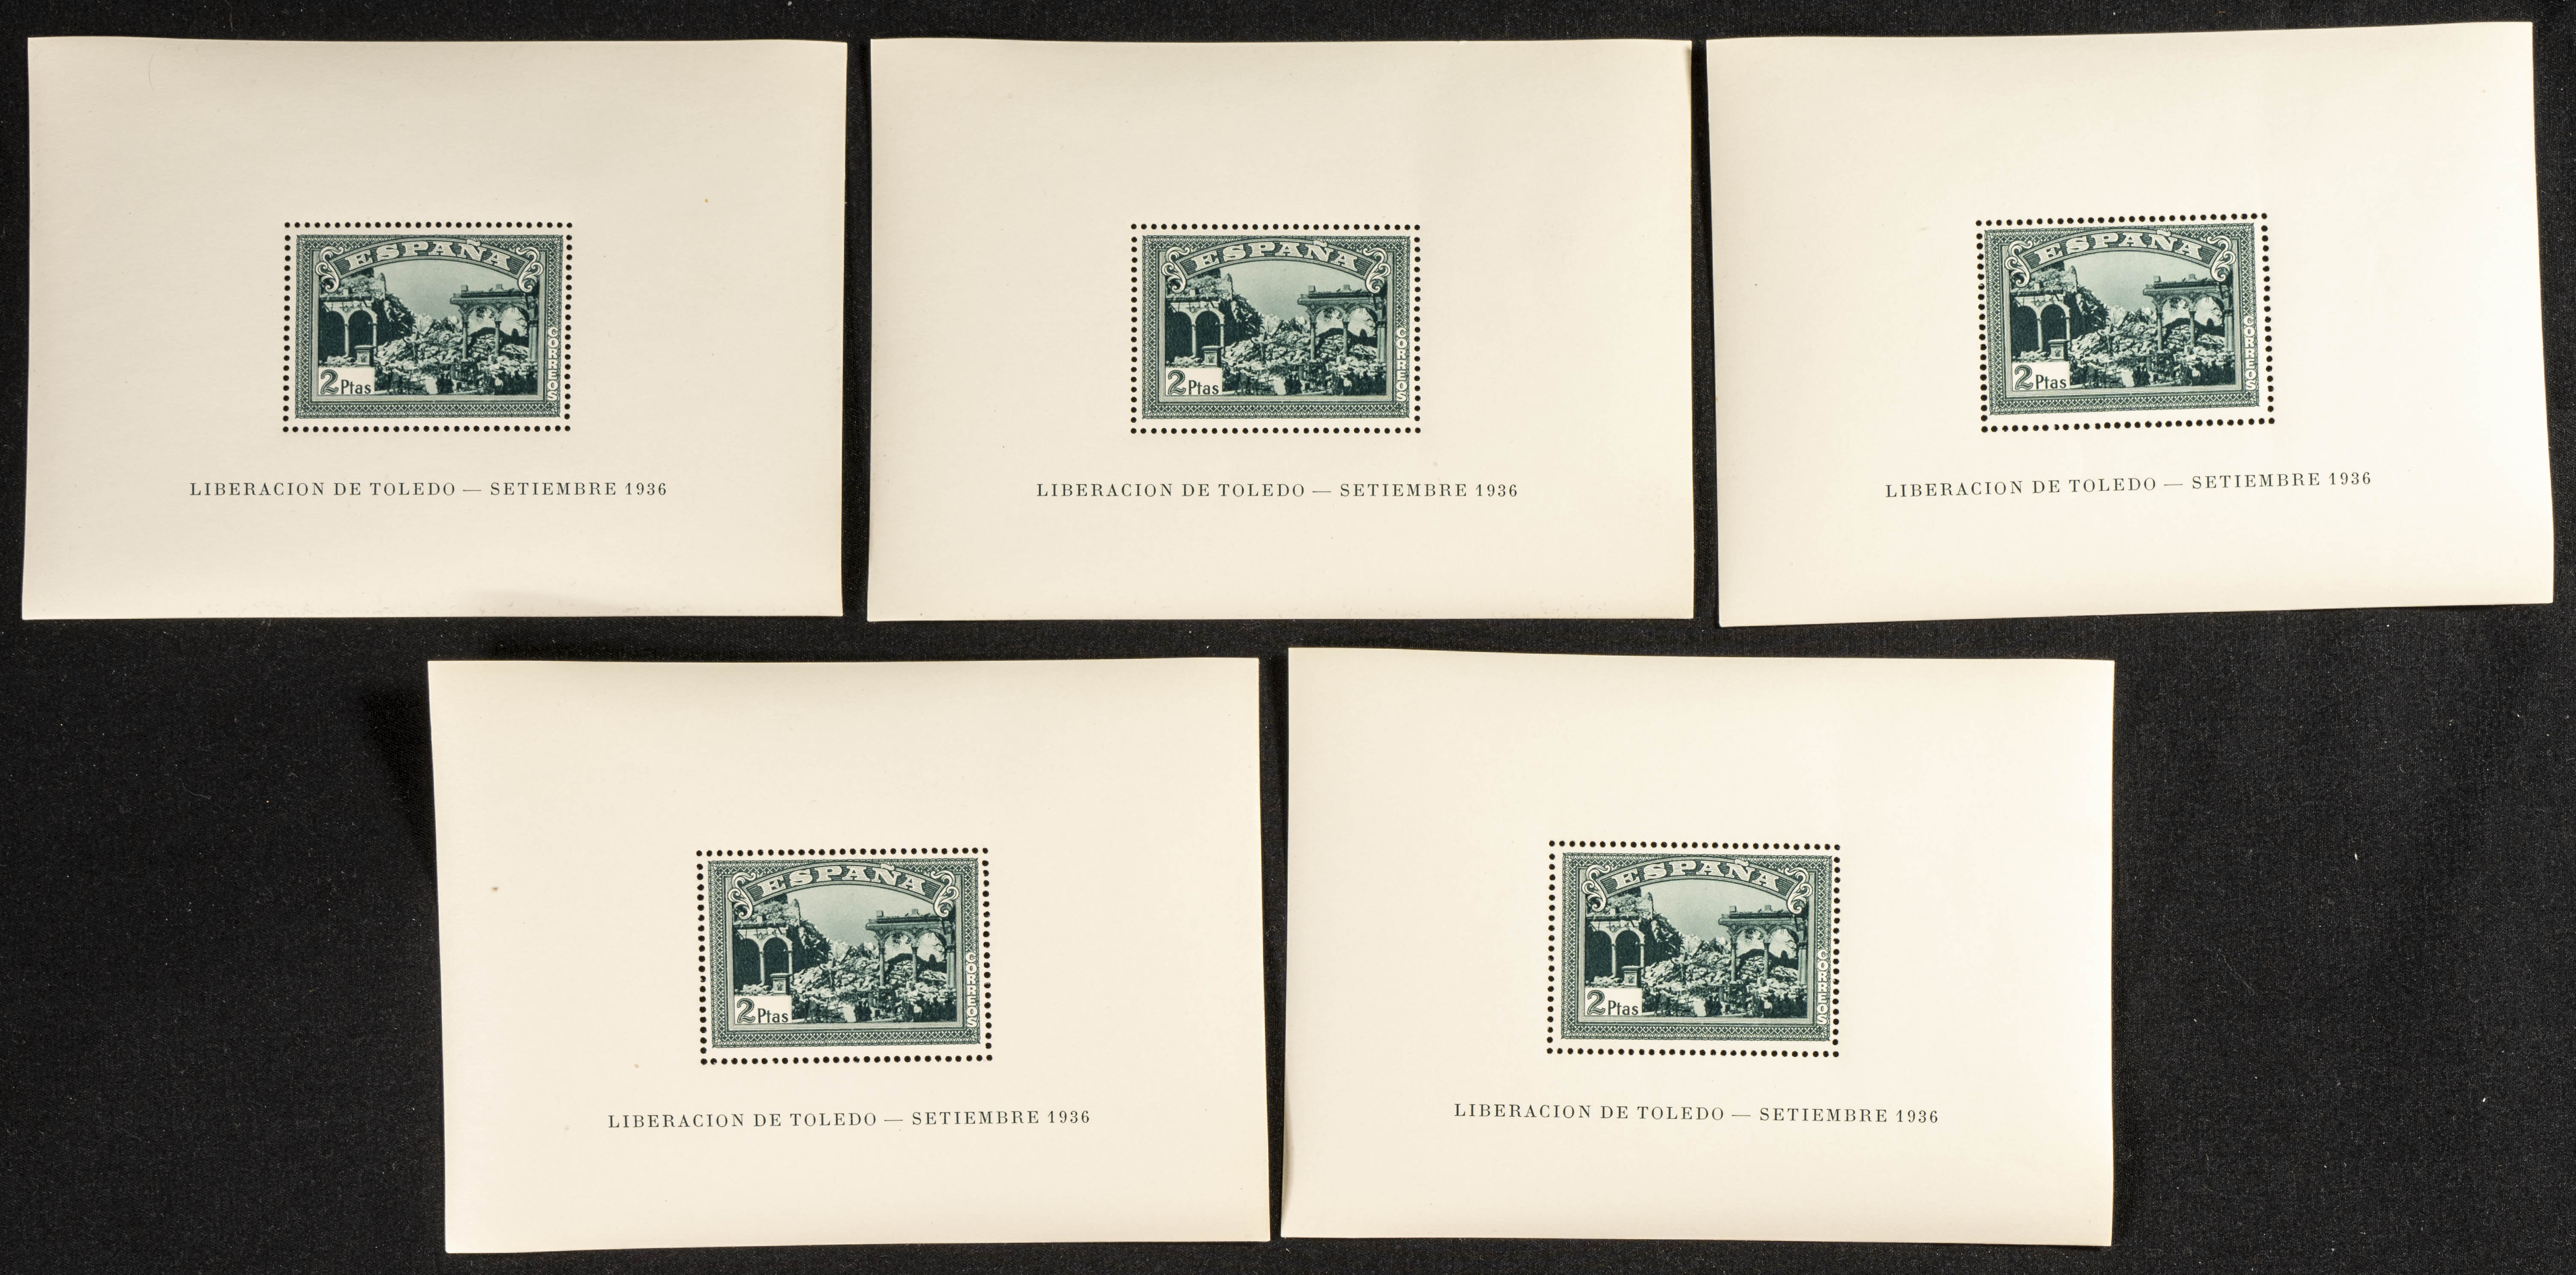 ESPAÑA
CORREOS
2 Ptas
LIBERACION DE TOLEDO — SETIEMBRE 1936
ESPAÑA
CORREOS
2 Ptas
LIBERACION DE TOLEDO — SETIEMBRE 1936
ESPAÑA
CORREOS
2 Ptas
LIBERACION DE TOLEDO — SETIEMBRE 1936
ESPAÑA
CORREOS
2 Ptas
LIBERACION DE TOLEDO — SETIEMBRE 1936
ESPAÑA
CORREOS
2 Ptas
LIBERACION DE TOLEDO — SETIEMBRE 1936